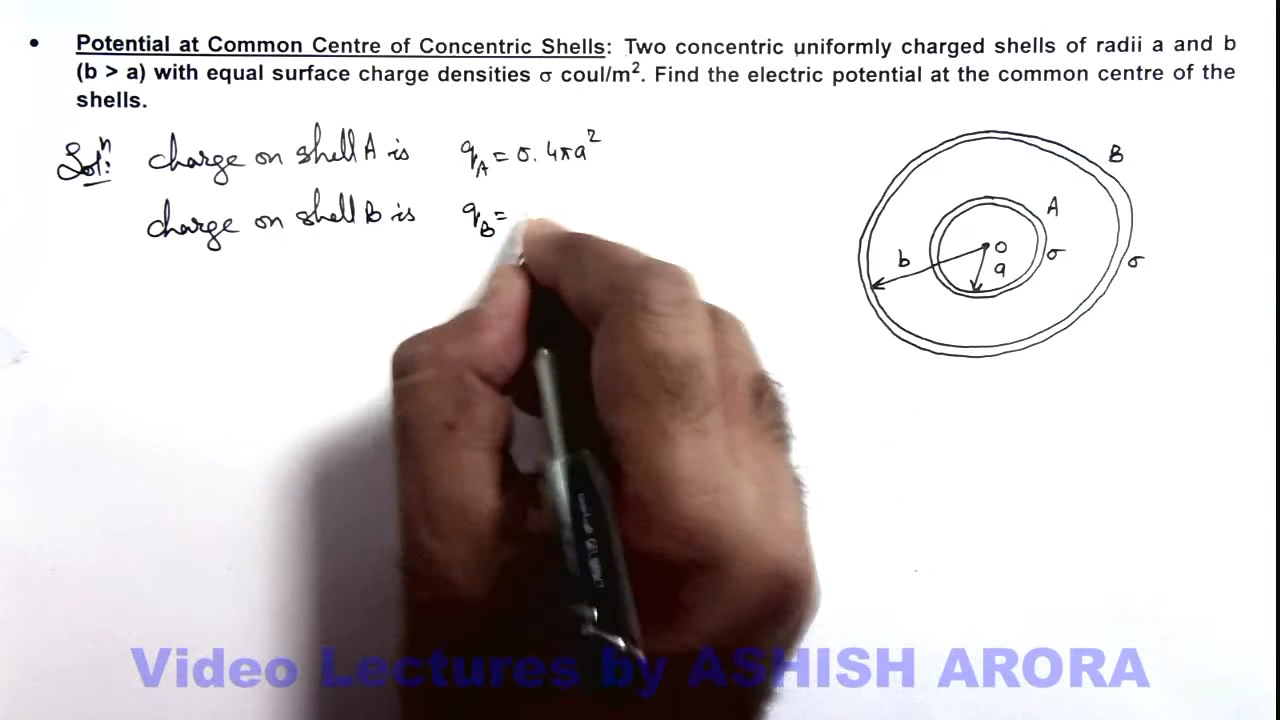 • Potential at Common Centre of Concentric Shells: Two concentric uniformly charged shells of radii a and b
(b > a) with equal surface charge densities σ coul/m². Find the electric potential at the common centre of the
shells.
Solⁿ: charge on shell A is q_A = σ. 4πa²
charge on shell B is q_B =
B
A
O
σ
b
a
σ
Video Lectures by ASHISH ARORA